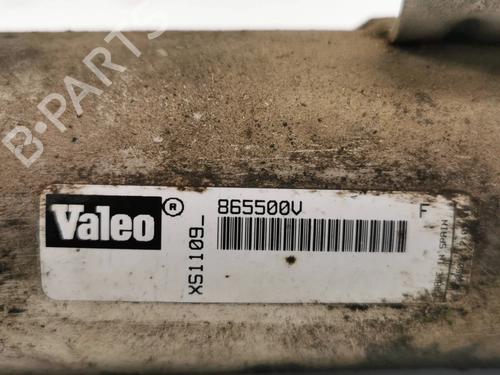 B-PARTS
Valeo ®
865500V
F
XS1109_
MADE IN SPAIN